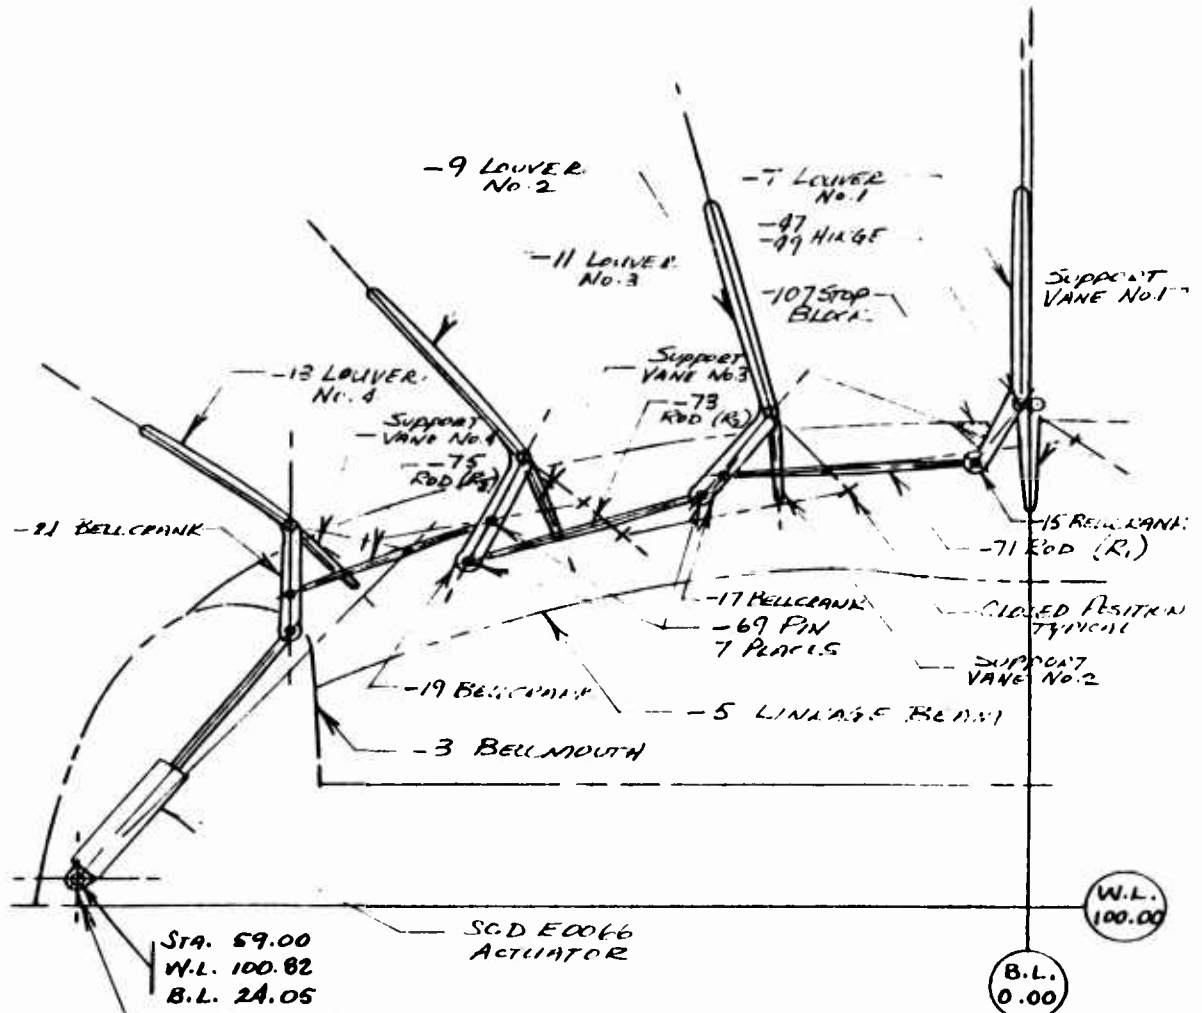 -9 LOUVER
NO. 2
-7 LOUVER
NO. 1
-47
-49 HINGE
-11 LOUVER
NO. 3
-107 STOP
BLOCK
SUPPORT
VANE NO. 1
SUPPORT
VANE NO. 3
-73
ROD (R2)
-13 LOUVER
NO. 4
SUPPORT
VANE NO. 4
-75
ROD (R3)
-21 BELLCRANK
-15 BELLCRANK
-71 ROD (R1)
-17 BELLCRANK
-69 PIN
7 PLACES
CLOSED POSITION
TYPICAL
SUPPORT
VANE NO. 2
-19 BELLCRANK
-5 LINKAGE BEAM
-3 BELLMOUTH
W.L.
100.00
SCD E0066
ACTUATOR
STA. 59.00
W.L. 100.82
B.L. 24.05
B.L.
0.00